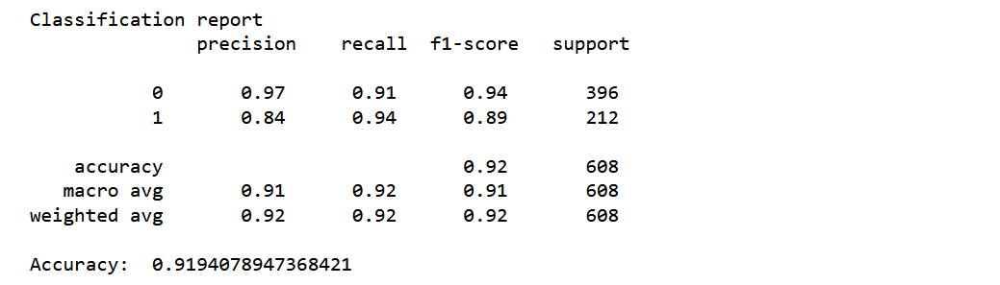 Classification report
precision recall f1-score support
0 0.97 0.91 0.94 396
1 0.84 0.94 0.89 212
accuracy 0.92 608
macro avg 0.91 0.92 0.91 608
weighted avg 0.92 0.92 0.92 608
Accuracy: 0.9194078947368421